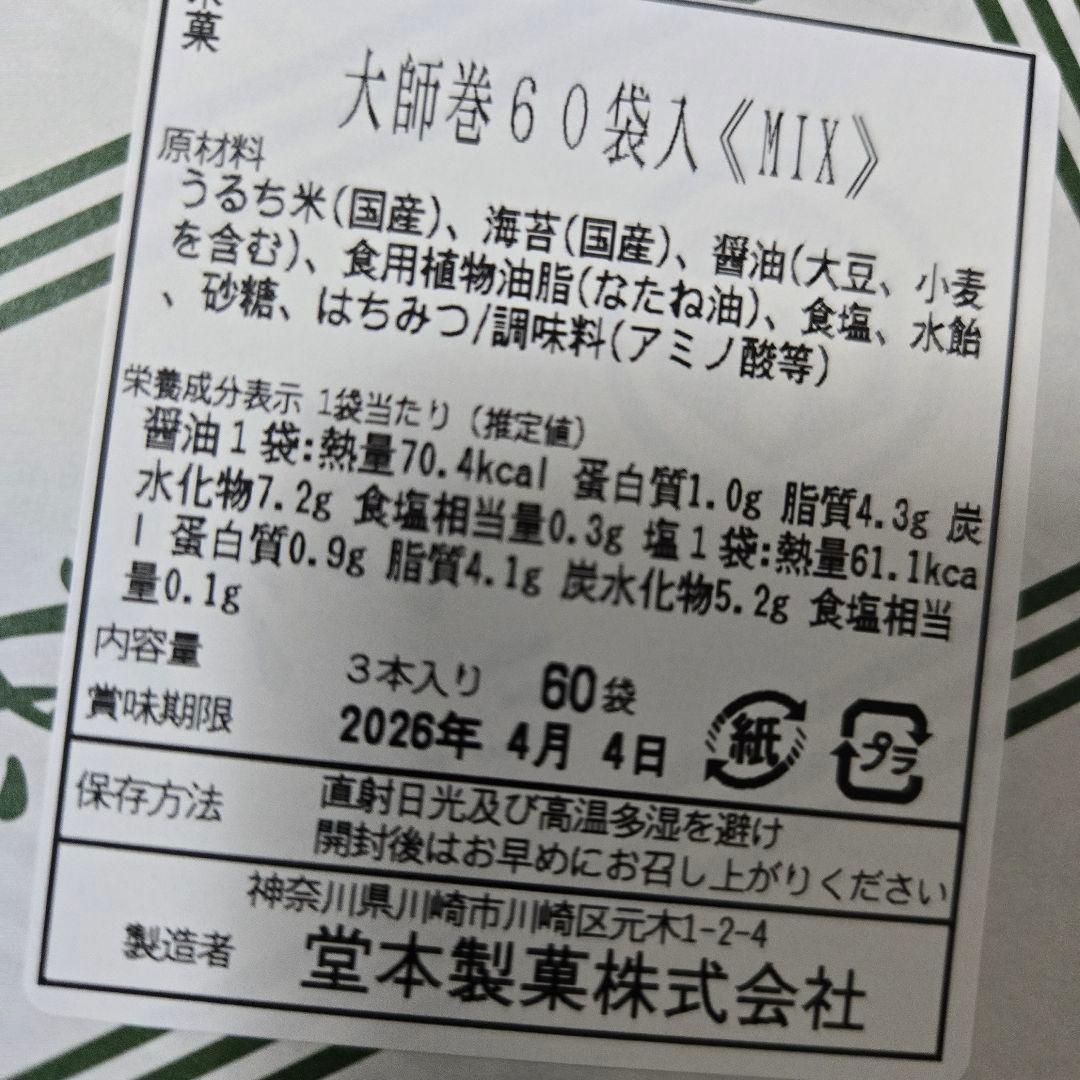 菓
大師巻60袋入《MIX》
原材料
うるち米(国産)、海苔(国産)、醤油(大豆、小麦
を含む)、食用植物油脂(なたね油)、食塩、水飴
、砂糖、はちみつ/調味料(アミノ酸等)
栄養成分表示 1袋当たり (推定値)
醤油1袋:熱量70.4kcal 蛋白質1.0g 脂質4.3g 炭
水化物7.2g 食塩相当量0.3g 塩1袋:熱量61.1kca
l 蛋白質0.9g 脂質4.1g 炭水化物5.2g 食塩相当
量0.1g
内容量 3本入り 60袋
賞味期限 2026年 4月 4日
紙 プラ
保存方法 直射日光及び高温多湿を避け
開封後はお早めにお召し上がりください
神奈川県川崎市川崎区元木1-2-4
製造者 堂本製菓株式会社